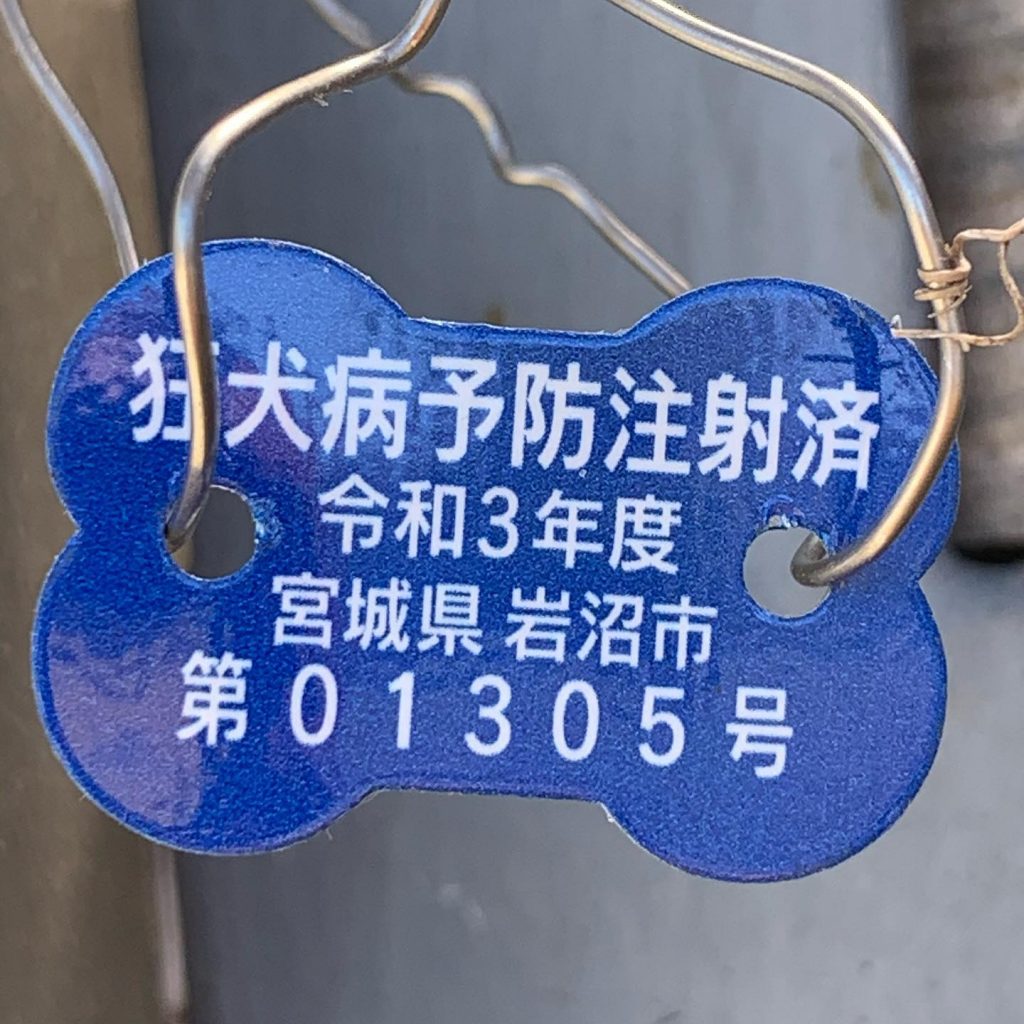 狂犬病予防注射済
令和3年度
宮城県 岩沼市
第01305号